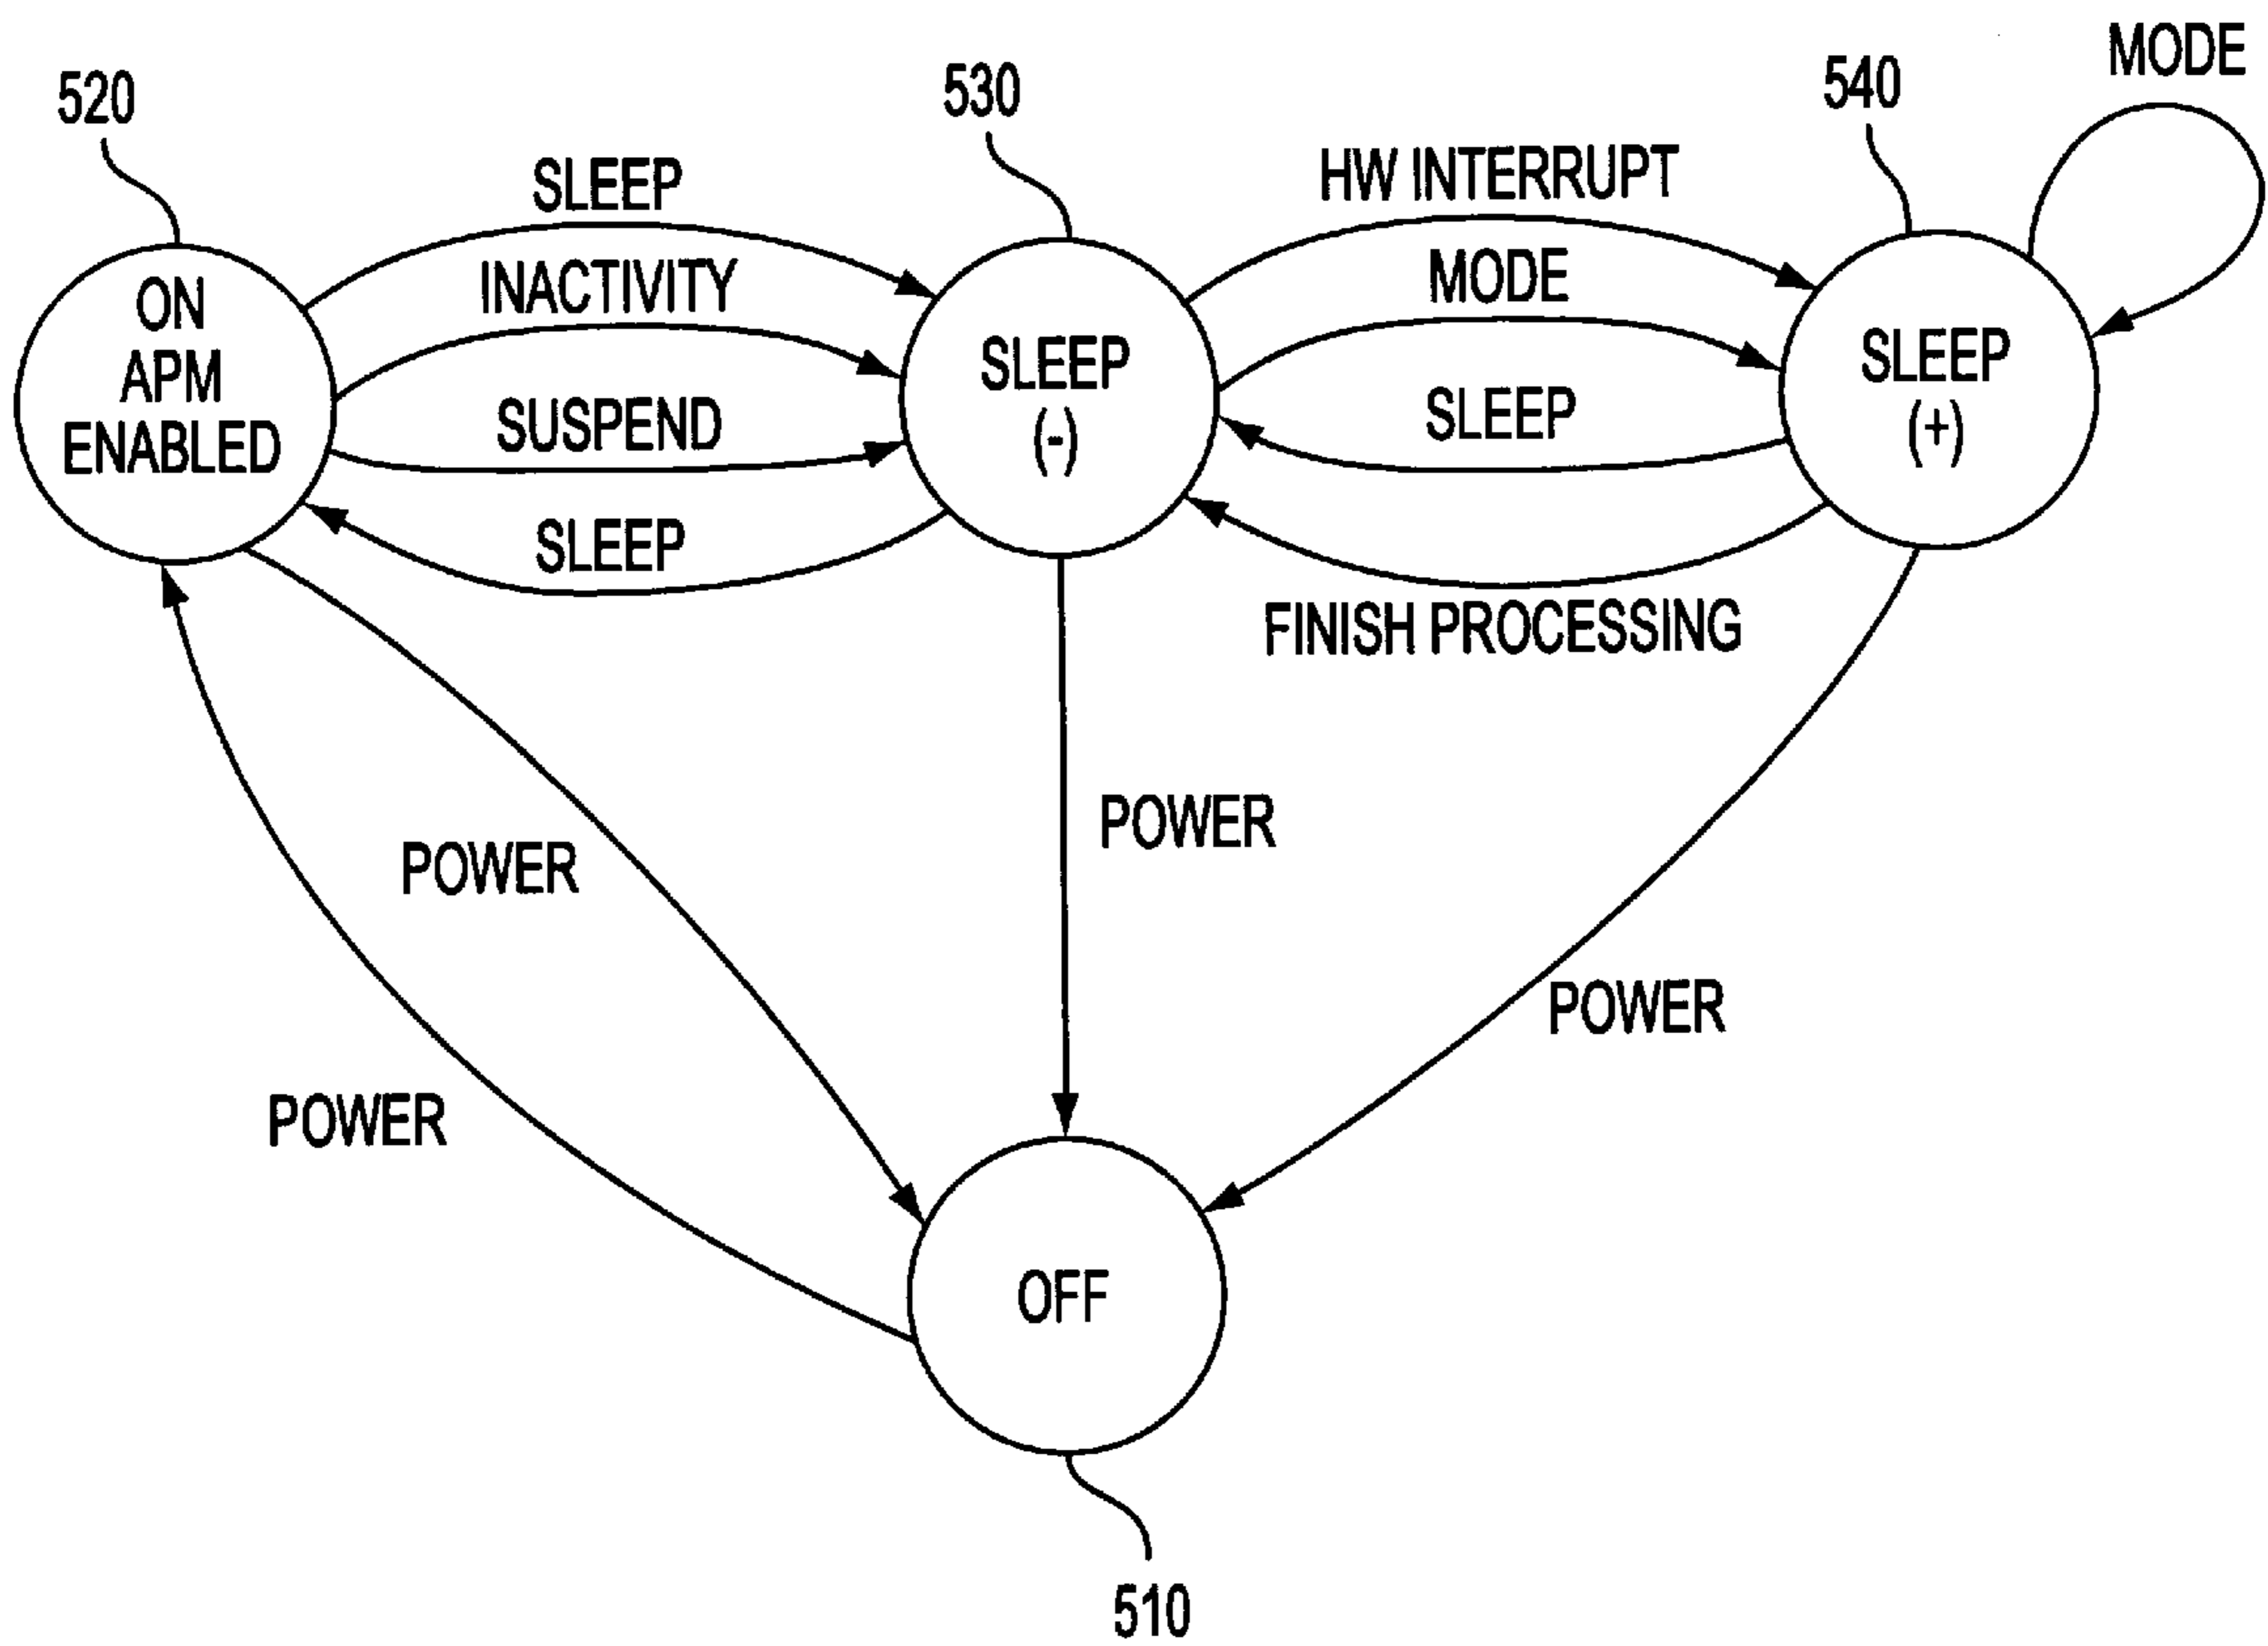 MODE
520
530
540
SLEEP
HW INTERRUPT
INACTIVITY
MODE
ON
APM
ENABLED
SUSPEND
SLEEP
(-)
SLEEP
SLEEP
(+)
SLEEP
FINISH PROCESSING
POWER
POWER
POWER
POWER
OFF
510